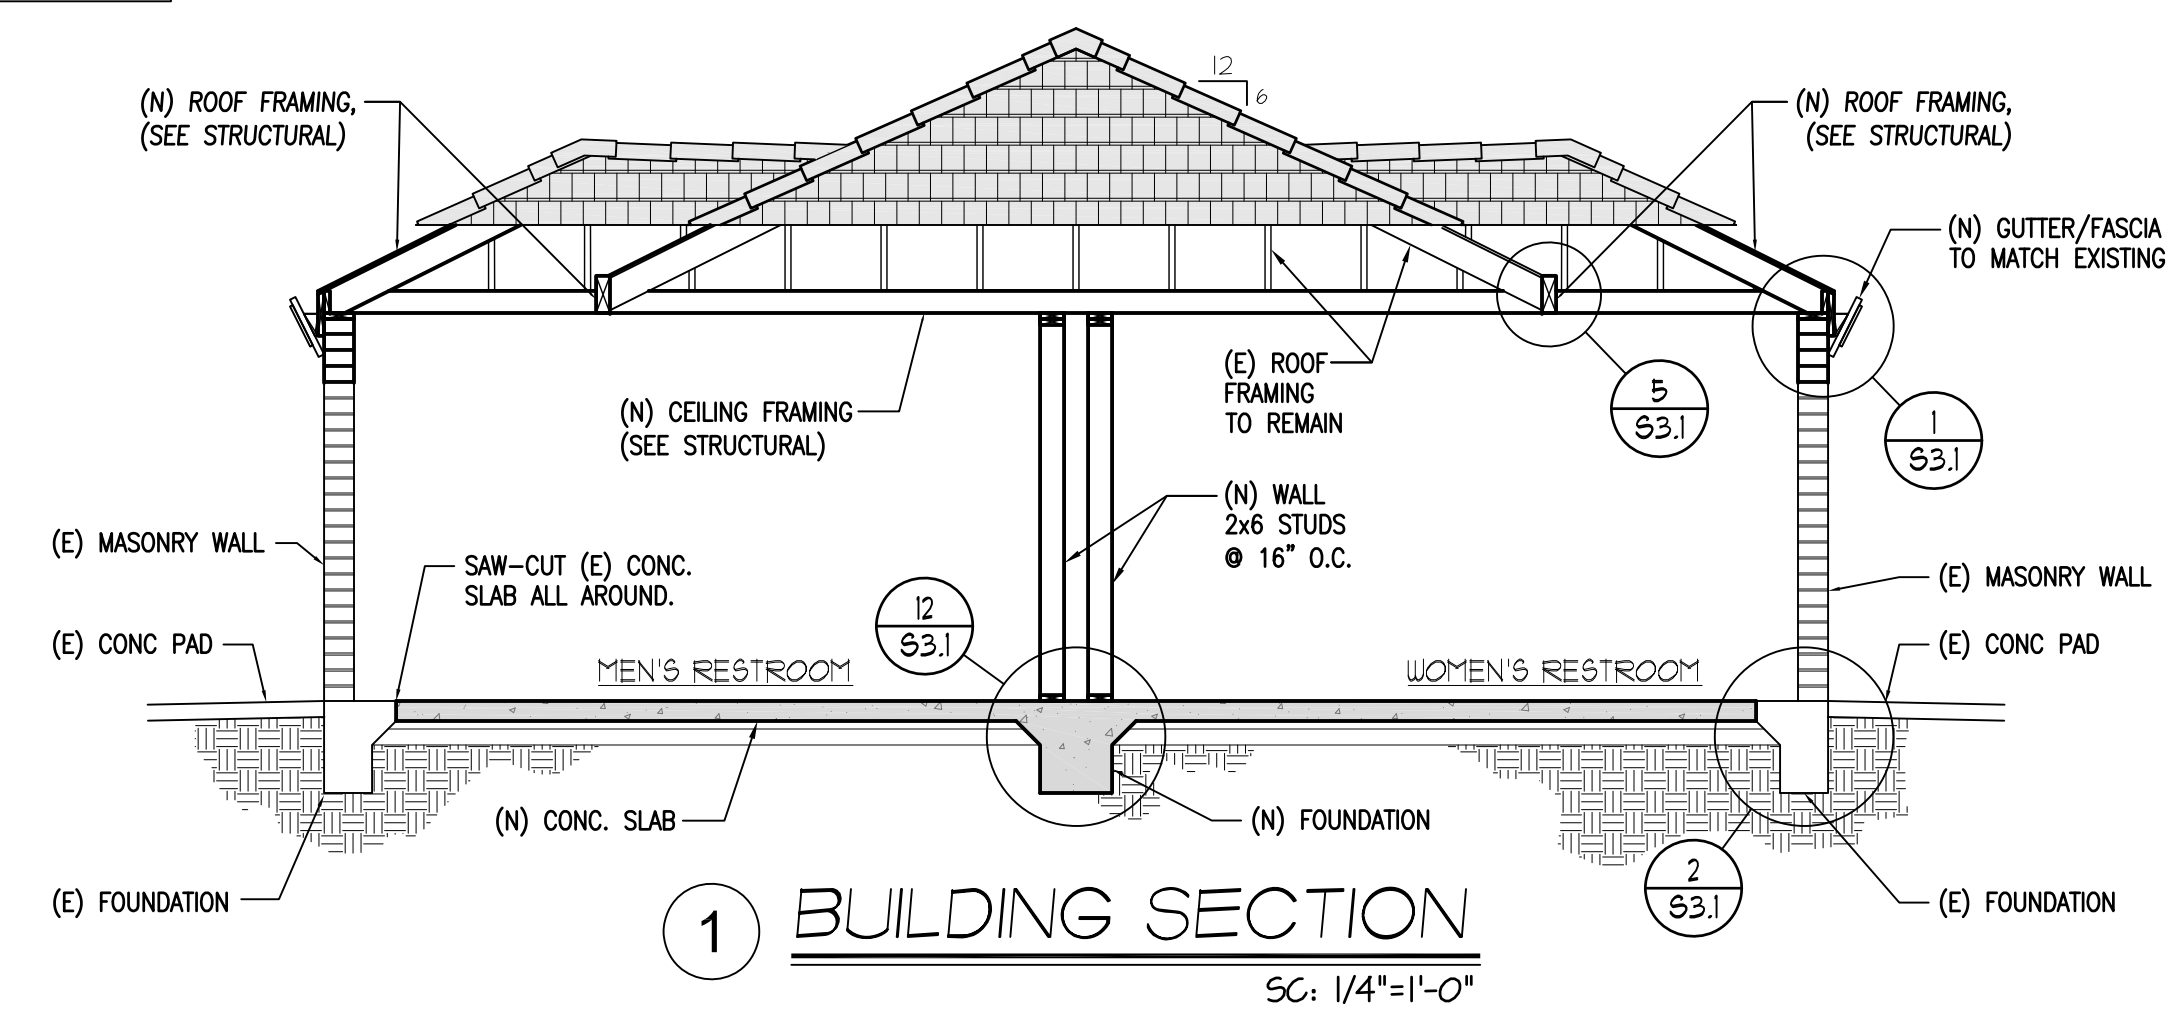 12
6
(N) ROOF FRAMING,
(SEE STRUCTURAL)
(N) ROOF FRAMING,
(SEE STRUCTURAL)
(N) GUTTER/FASCIA
TO MATCH EXISTING
(E) ROOF
FRAMING
TO REMAIN
5
S3.1
1
S3.1
(N) CEILING FRAMING
(SEE STRUCTURAL)
(N) WALL
2x6 STUDS
@ 16" O.C.
(E) MASONRY WALL
SAW-CUT (E) CONC.
SLAB ALL AROUND.
12
S3.1
(E) MASONRY WALL
(E) CONC PAD
MEN'S RESTROOM
WOMEN'S RESTROOM
(E) CONC PAD
(N) CONC. SLAB
(N) FOUNDATION
2
S3.1
(E) FOUNDATION
(E) FOUNDATION
1
BUILDING SECTION
SC: 1/4"=1'-0"